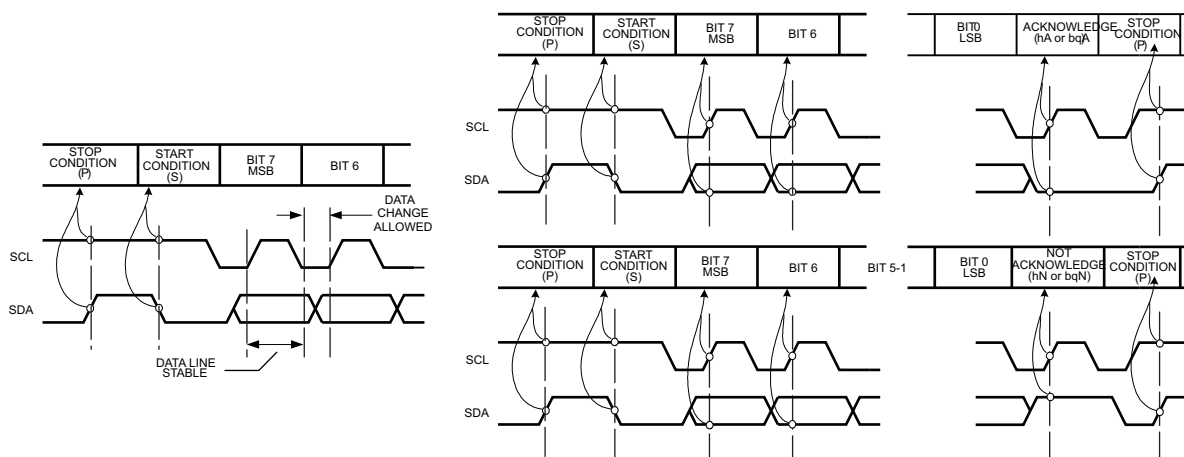 STOP
CONDITION
(P)
START
CONDITION
(S)
BIT 7
MSB
BIT 6
DATA
CHANGE
ALLOWED
SCL
SDA
DATA LINE
STABLE
STOP
CONDITION
(P)
START
CONDITION
(S)
BIT 7
MSB
BIT 6
BIT0
LSB
ACKNOWLEDGE
(hA or bq)A
STOP
CONDITION
(P)
SCL
SDA
STOP
CONDITION
(P)
START
CONDITION
(S)
BIT 7
MSB
BIT 6
BIT 5-1
BIT 0
LSB
NOT
ACKNOWLEDGE
(hN or bqN)
STOP
CONDITION
(P)
SCL
SDA